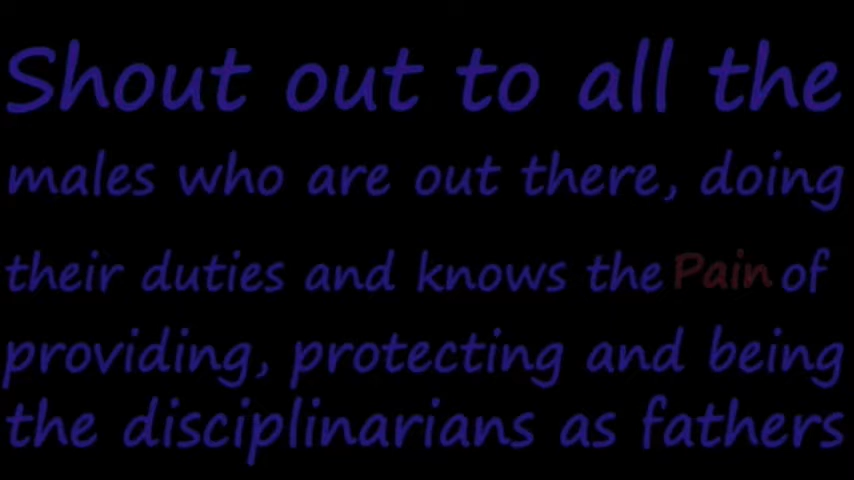 Shout out to all the
males who are out there, doing
their duties and knows the Pain of
providing, protecting and being
the disciplinarians as fathers